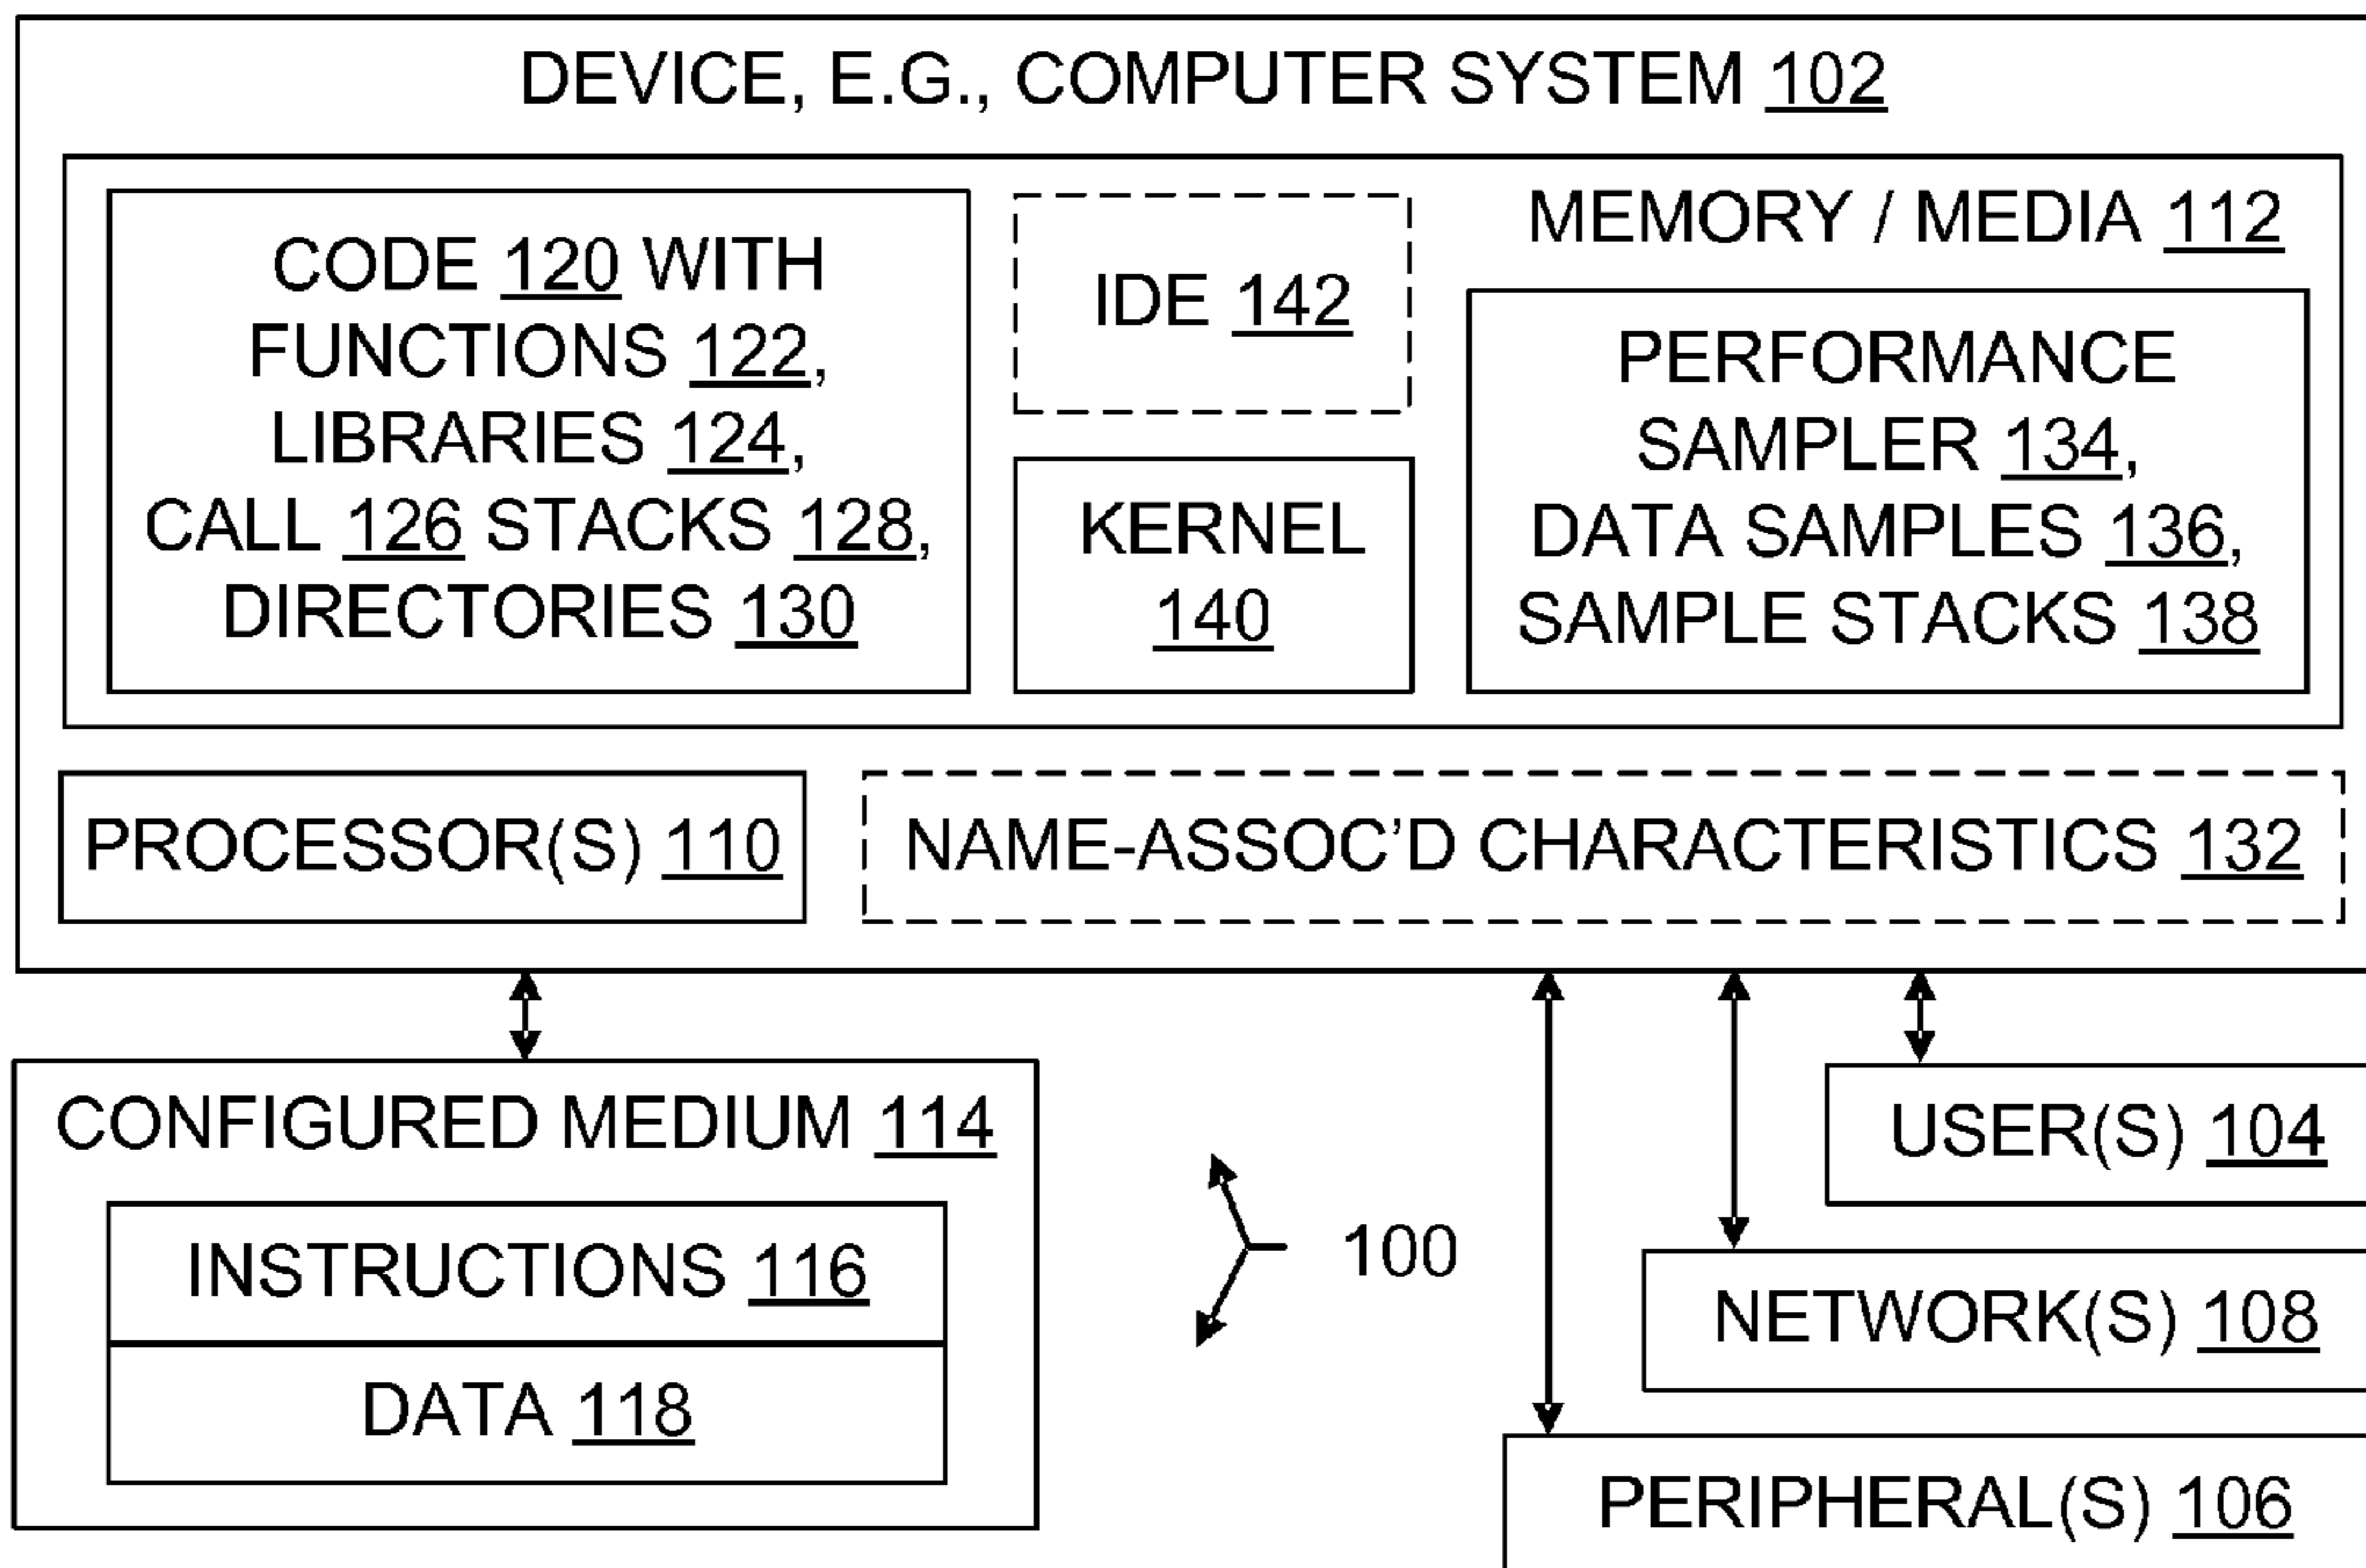 DEVICE, E.G., COMPUTER SYSTEM 102
CODE 120 WITH
FUNCTIONS 122,
LIBRARIES 124,
CALL 126 STACKS 128,
DIRECTORIES 130
IDE 142
KERNEL
140
MEMORY / MEDIA 112
PERFORMANCE
SAMPLER 134,
DATA SAMPLES 136,
SAMPLE STACKS 138
PROCESSOR(S) 110
NAME-ASSOC’D CHARACTERISTICS 132
CONFIGURED MEDIUM 114
INSTRUCTIONS 116
DATA 118
100
USER(S) 104
NETWORK(S) 108
PERIPHERAL(S) 106